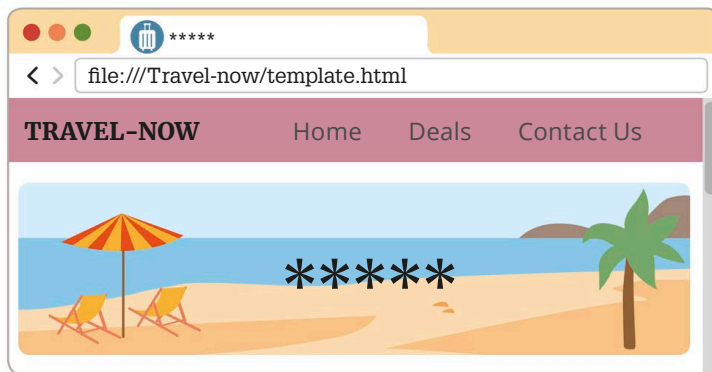 *****
file:///Travel-now/template.html
TRAVEL-NOW Home Deals Contact Us
*****